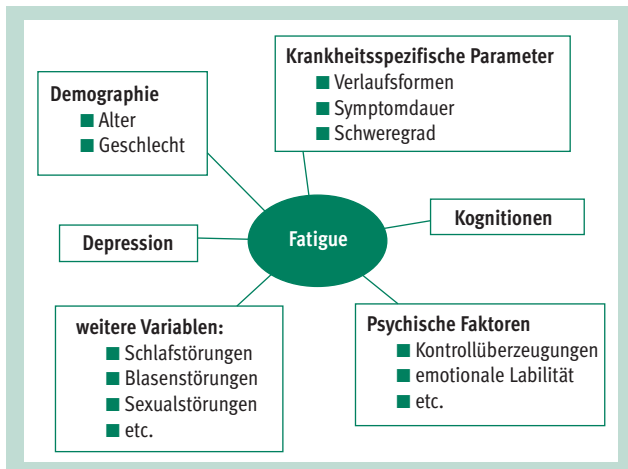 Demographie
■ Alter
■ Geschlecht
Krankheitsspezifische Parameter
■ Verlaufsformen
■ Symptomdauer
■ Schweregrad
Depression
Fatigue
Kognitionen
weitere Variablen:
■ Schlafstörungen
■ Blasenstörungen
■ Sexualstörungen
■ etc.
Psychische Faktoren
■ Kontrollüberzeugungen
■ emotionale Labilität
■ etc.